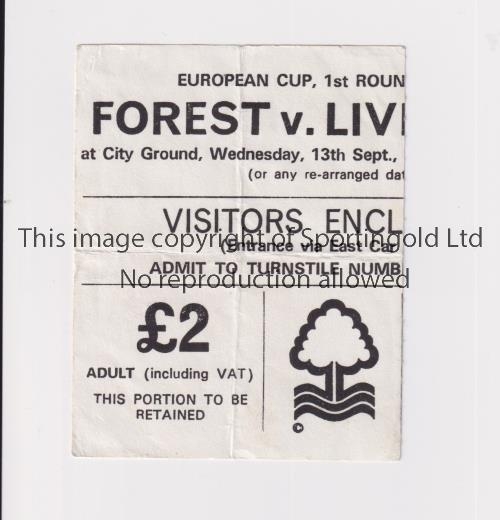 EUROPEAN CUP, 1st ROUN
FOREST v. LIV
at City Ground, Wednesday, 13th Sept.,
(or any re-arranged dat
VISITORS ENCL
This image copyright of Sportingold Ltd
(Entrance via East Car
ADMIT TO TURNSTILE NUMB
No reproduction allowed
£2
ADULT (including VAT)
THIS PORTION TO BE
RETAINED